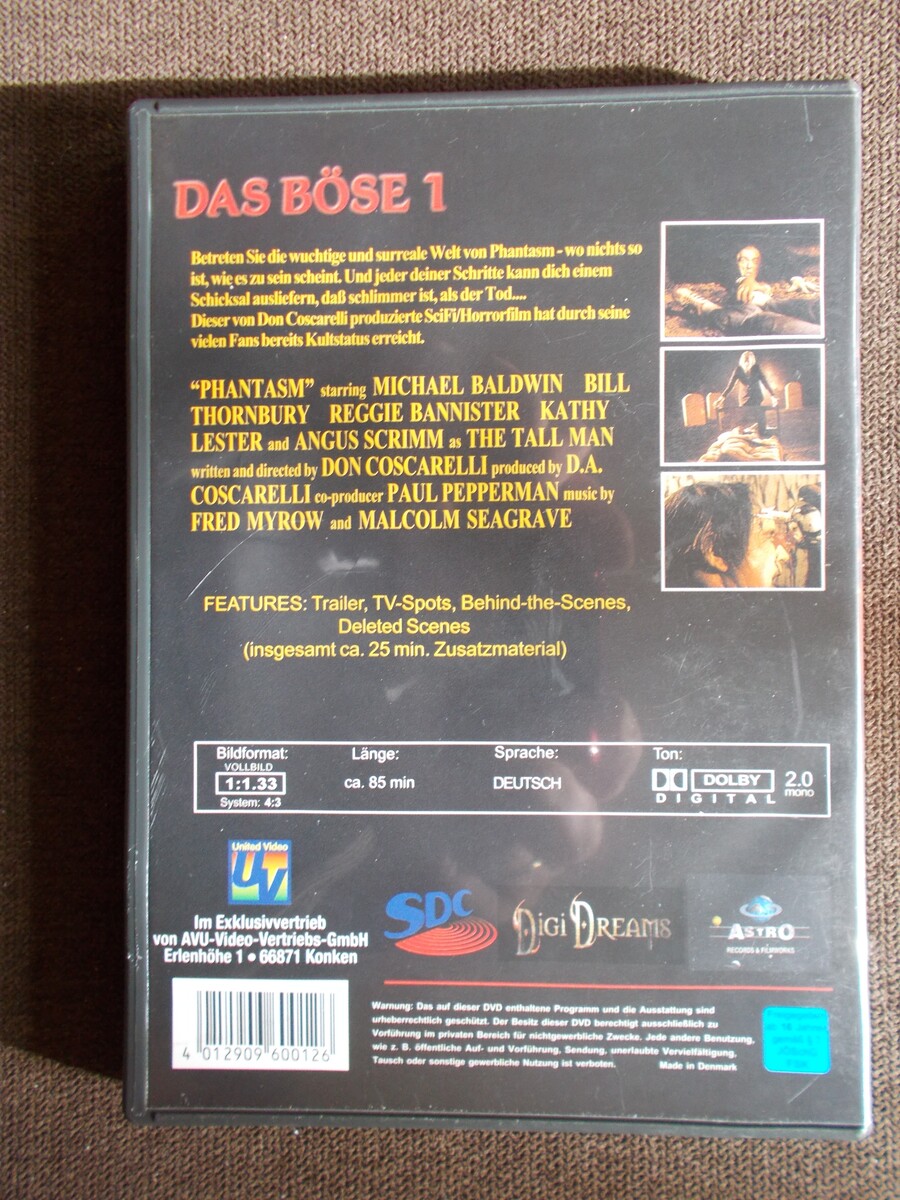 DAS BÖSE 1
Betreten Sie die wuchtige und surreale Welt von Phantasm - wo nichts so
ist, wie es zu sein scheint. Und jeder deiner Schritte kann dich einem
Schicksal ausliefern, daß schlimmer ist, als der Tod....
Dieser von Don Coscarelli produzierte SciFi/Horrorfilm hat durch seine
vielen Fans bereits Kultstatus erreicht.
"PHANTASM" starring MICHAEL BALDWIN BILL
THORNBURY REGGIE BANNISTER KATHY
LESTER and ANGUS SCRIMM as THE TALL MAN
written and directed by DON COSCARELLI produced by D.A.
COSCARELLI co-producer PAUL PEPPERMAN music by
FRED MYROW and MALCOLM SEAGRAVE
FEATURES: Trailer, TV-Spots, Behind-the-Scenes,
Deleted Scenes
(insgesamt ca. 25 min. Zusatzmaterial)
Bildformat: Länge: Sprache: Ton:
VOLLBILD
1:1.33 ca. 85 min DEUTSCH DOLBY 2.0
System: 4:3 DIGITAL mono
United Video
UV
Im Exklusivvertrieb
von AVU-Video-Vertriebs-GmbH
Erlenhöhe 1 • 66871 Konken
SDC
DIGI DREAMS
ASTRO
RECORDS & FILMWORKS
4 012909 600126
Warnung: Das auf dieser DVD enthaltene Programm und die Ausstattung sind
urheberrechtlich geschützt. Der Besitz dieser DVD berechtigt ausschließlich zu
Vorführung im privaten Bereich für nichtgewerbliche Zwecke. Jede andere Benutzung,
wie z. B. öffentliche Auf- und Vorführung, Sendung, unerlaubte Vervielfältigung,
Tausch oder sonstige gewerbliche Nutzung ist verboten. Made in Denmark